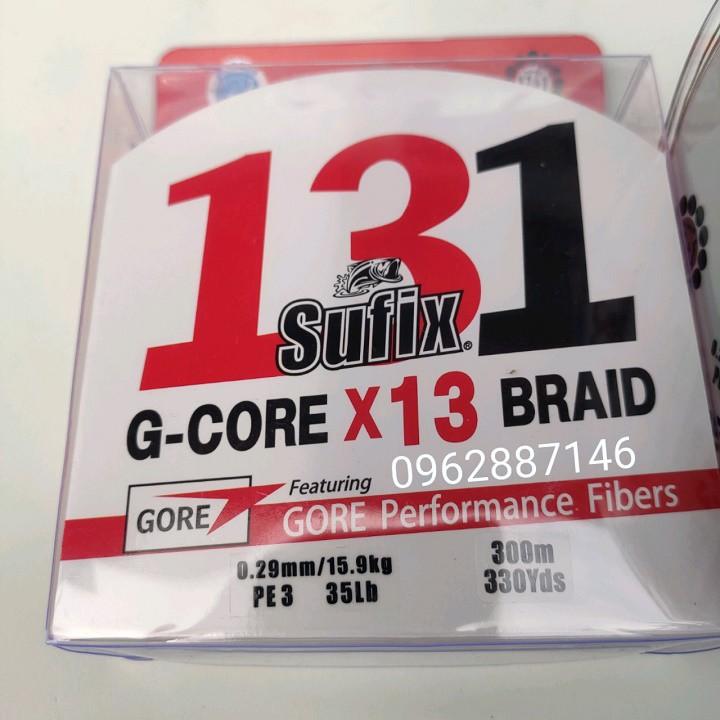 131
Sufix®
G-CORE X13 BRAID
0962887146
GORE
Featuring
GORE Performance Fibers
0.29mm/15.9kg
PE 3 35Lb
300m
330Yds